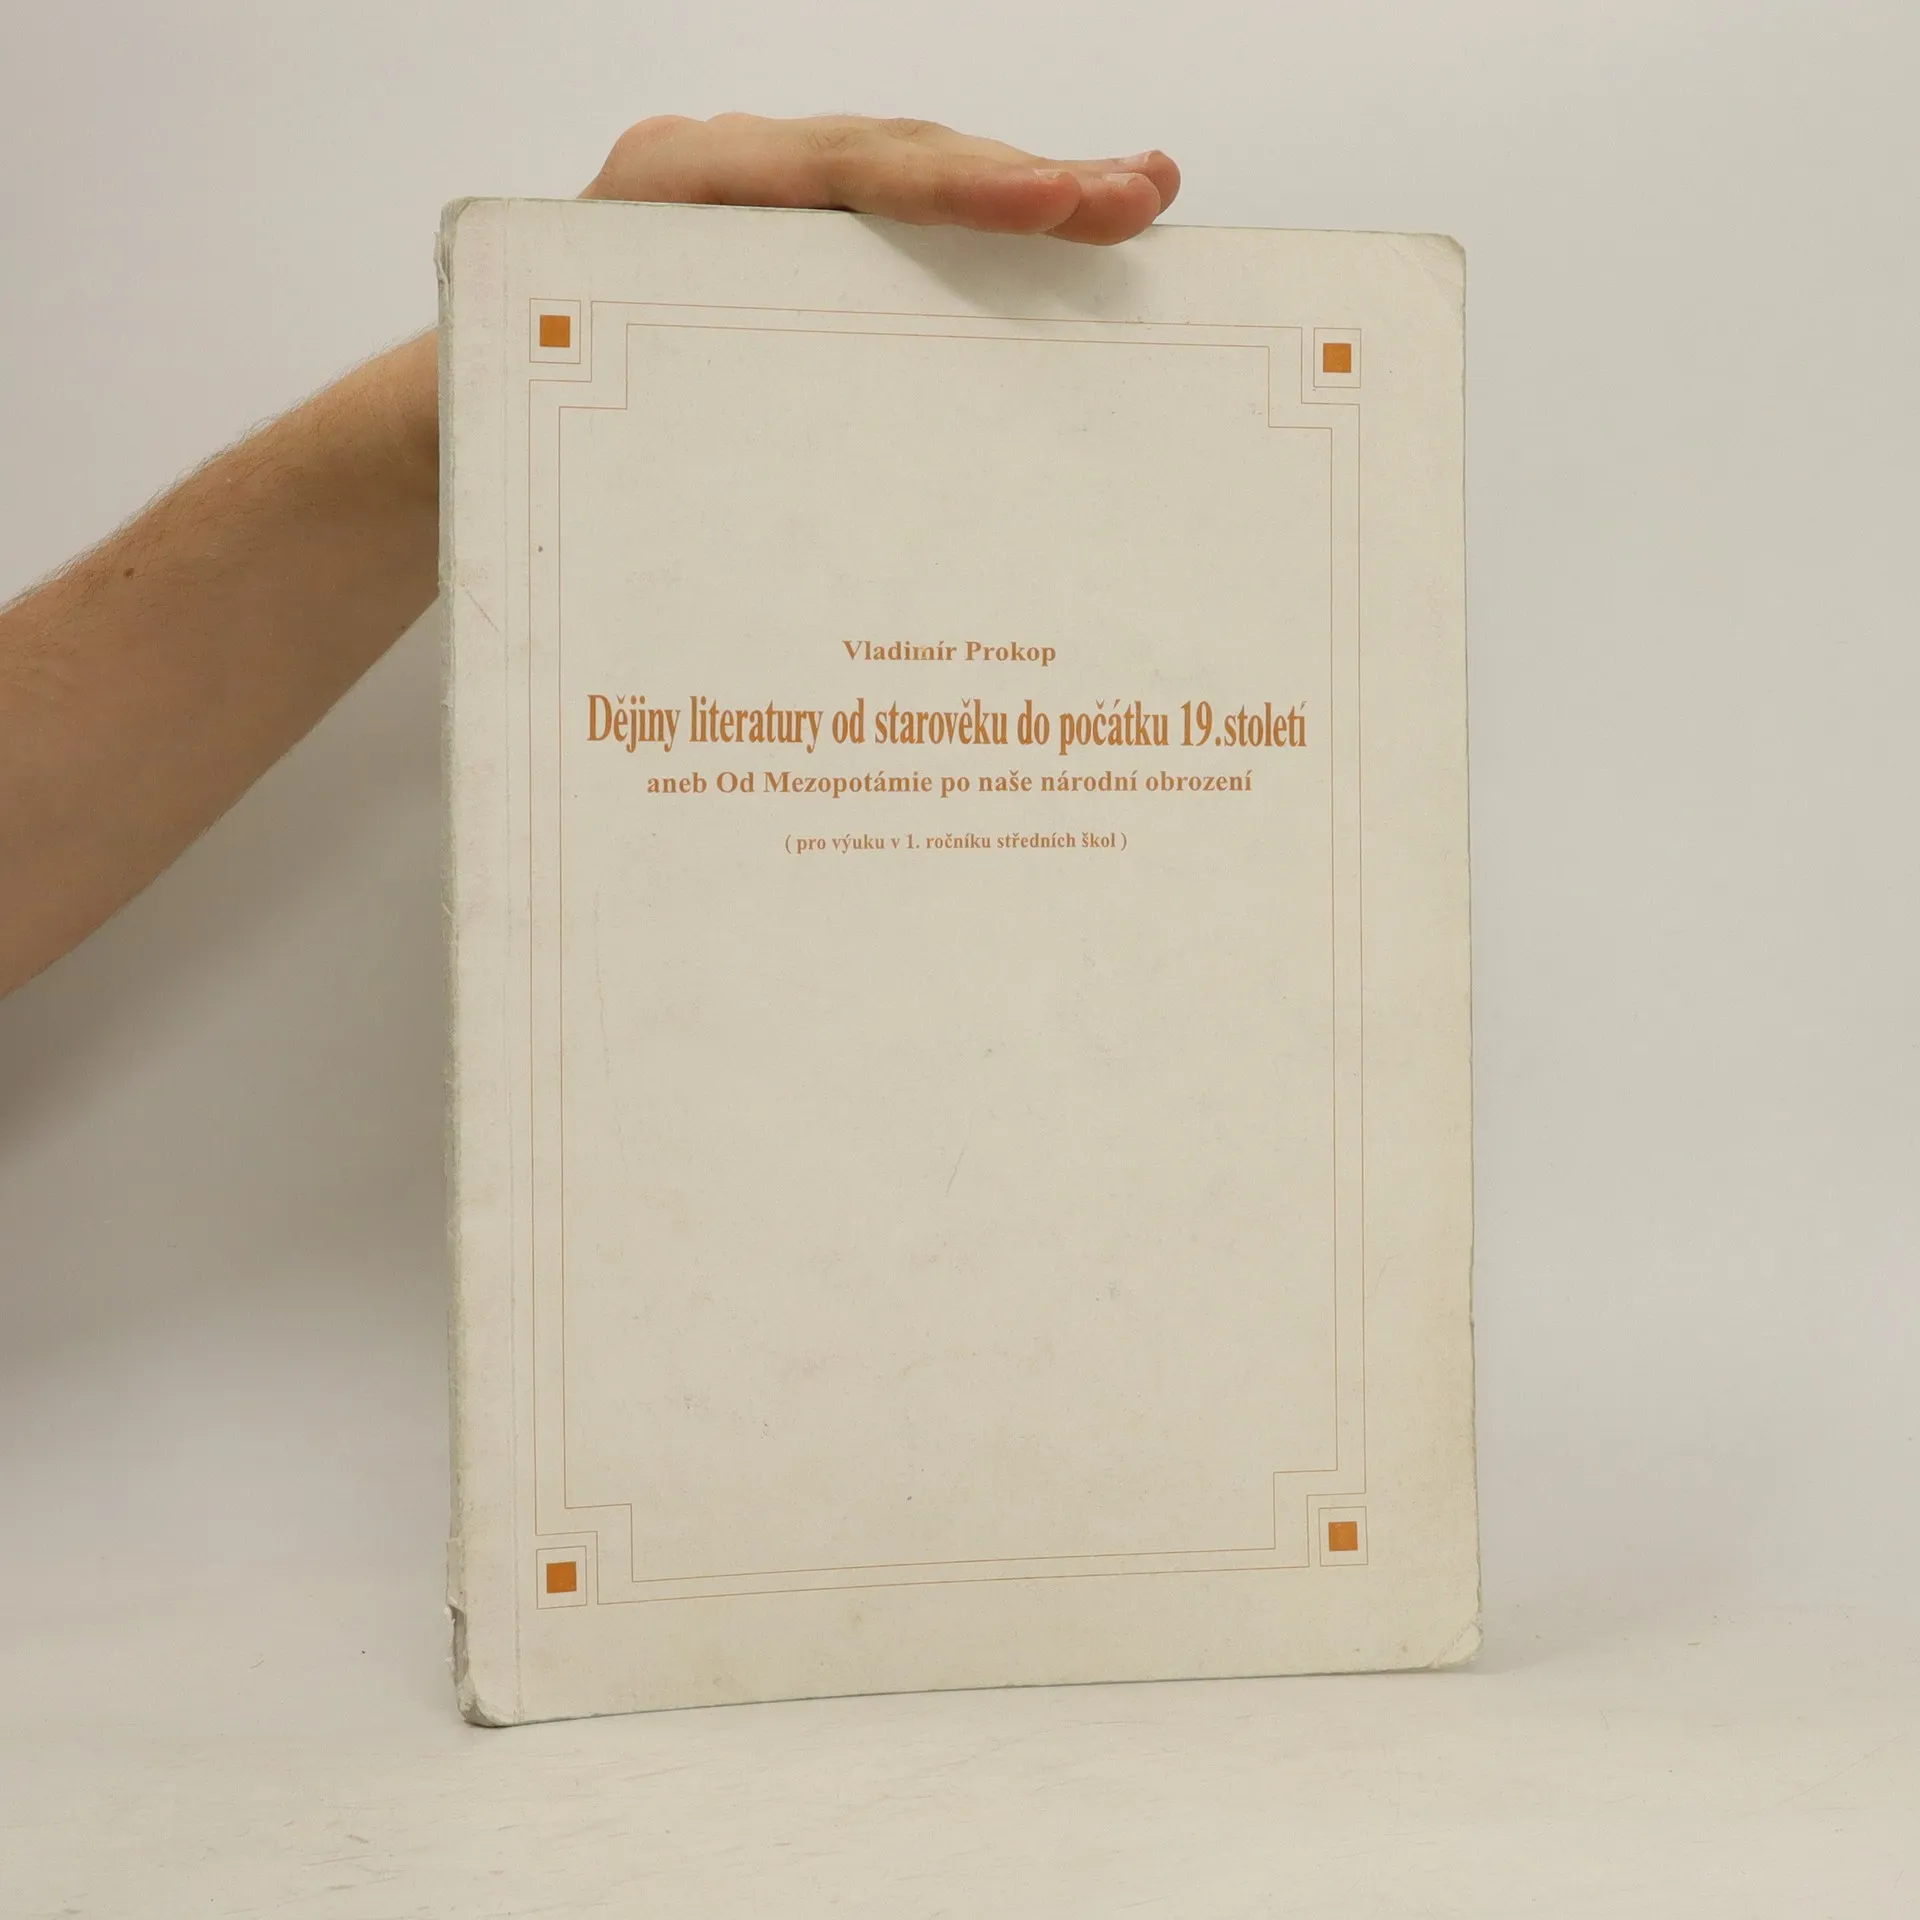 Vladimír Prokop
Dějiny literatury od starověku do počátku 19.století
aneb Od Mezopotámie po naše národní obrození
( pro výuku v 1. ročníku středních škol )